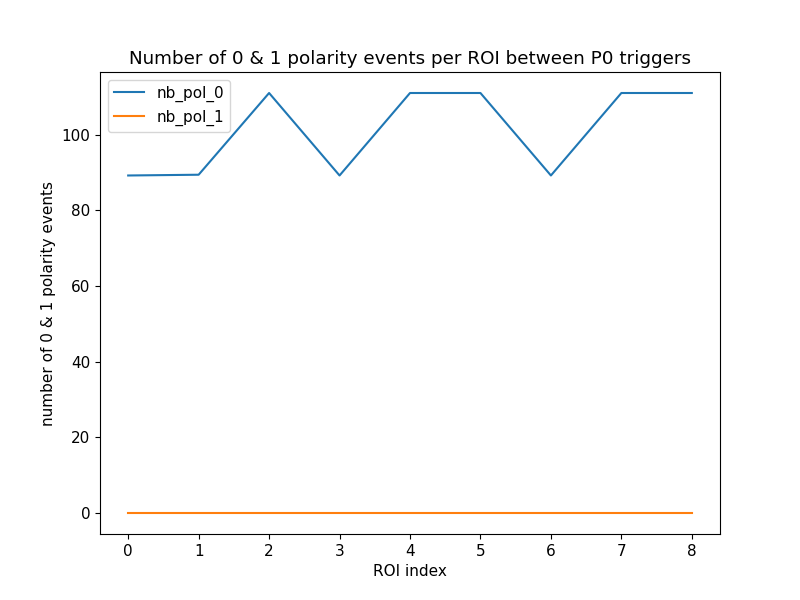 Number of 0 & 1 polarity events per ROI between P0 triggers
nb_pol_0
nb_pol_1
number of 0 & 1 polarity events
100
80
60
40
20
0
0 1 2 3 4 5 6 7 8
ROI index